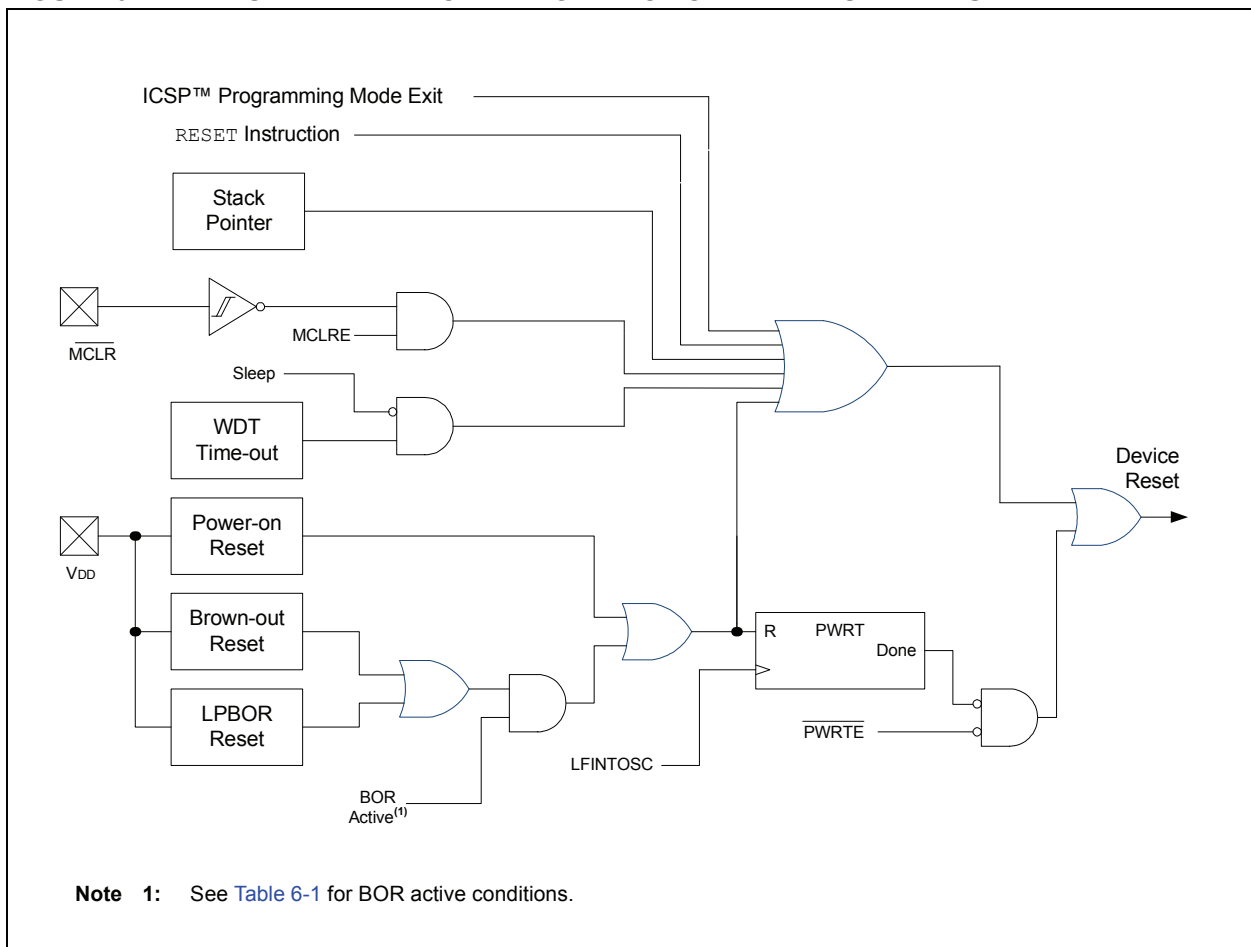 ICSP™ Programming Mode Exit
RESET Instruction
Stack
Pointer
MCLR
MCLRE
Sleep
WDT
Time-out
Device
Reset
VDD
Power-on
Reset
Brown-out
Reset
R PWRT
Done
LPBOR
Reset
PWRTE
LFINTOSC
BOR
Active(1)
Note 1: See Table 6-1 for BOR active conditions.